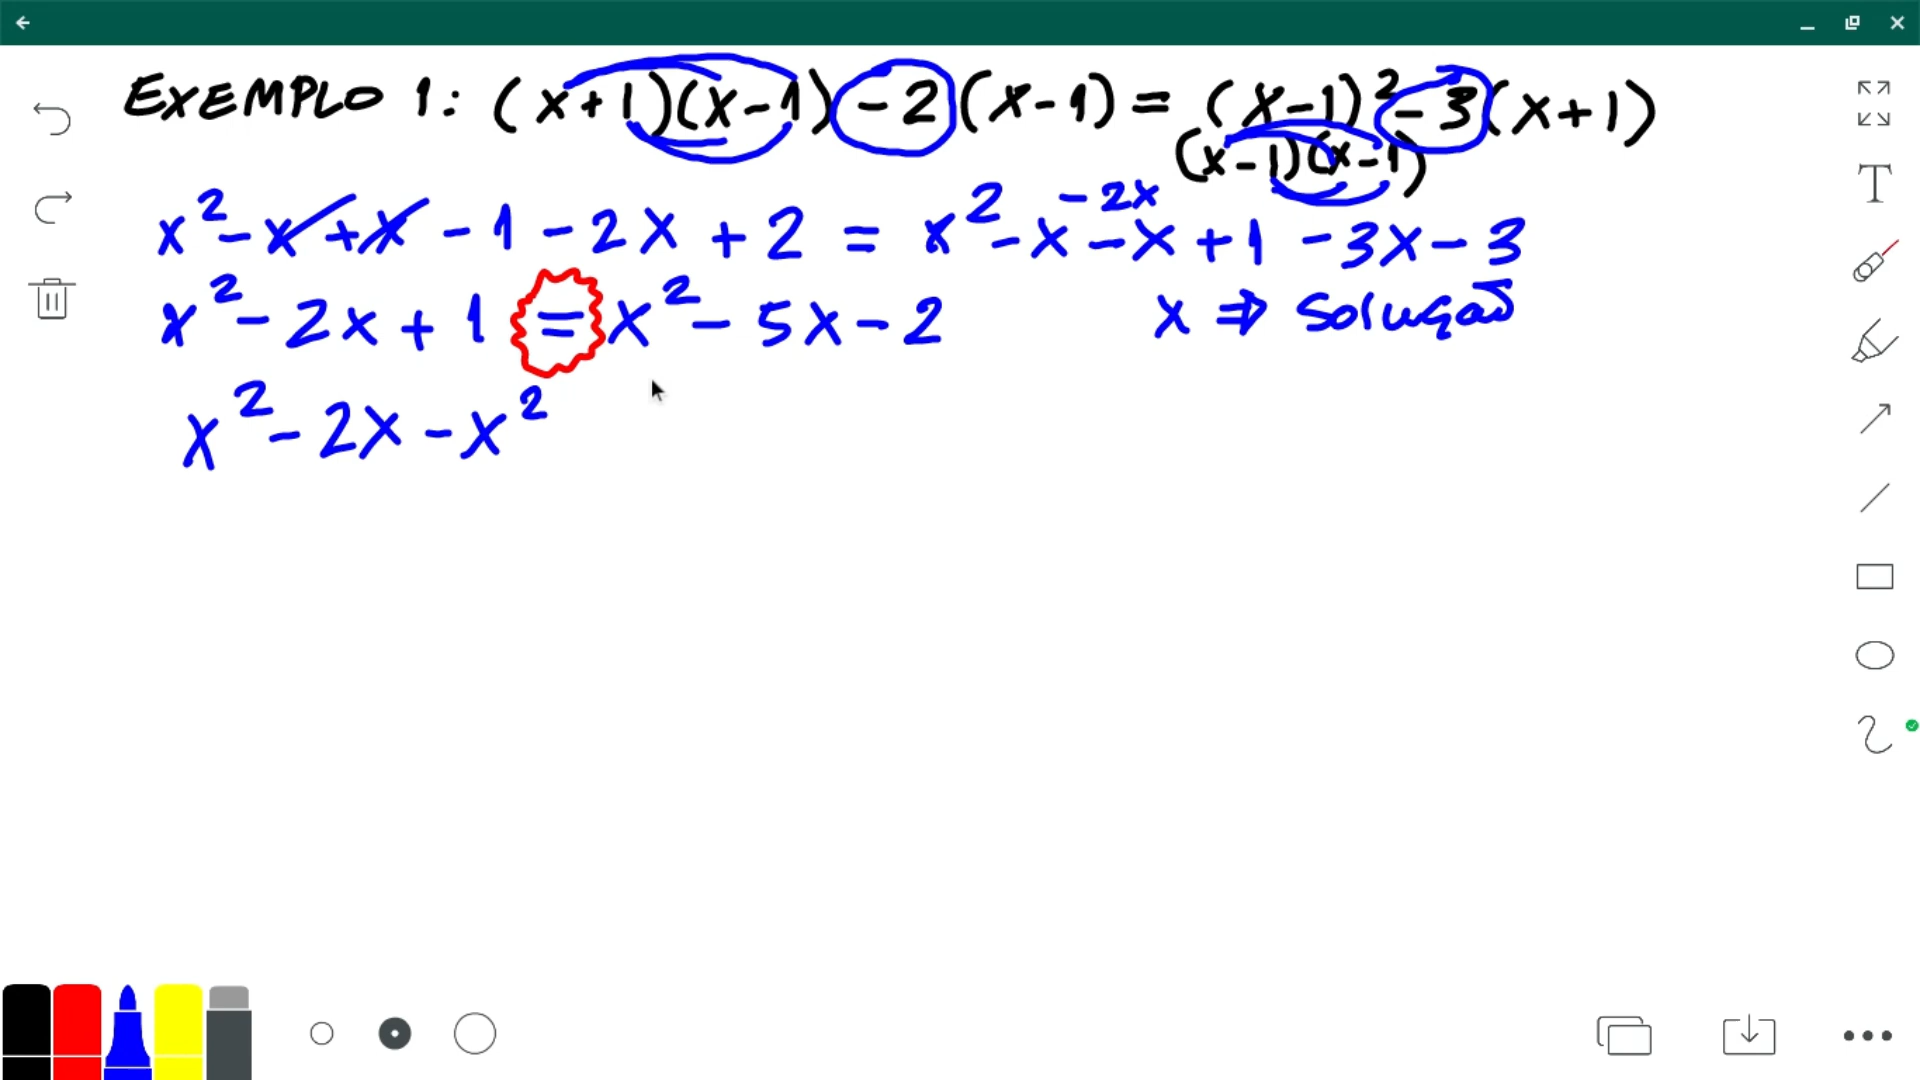 EXEMPLO 1: (x+1)(x-1)-2(x-1) = (x-1)²-3(x+1)
(x-1)(x-1)
-2x
x²-x+x-1-2x+2 = x²-x-x+1-3x-3
x²-2x+1 = x²-5x-2 x ⇒ solução
x²-2x-x²
T